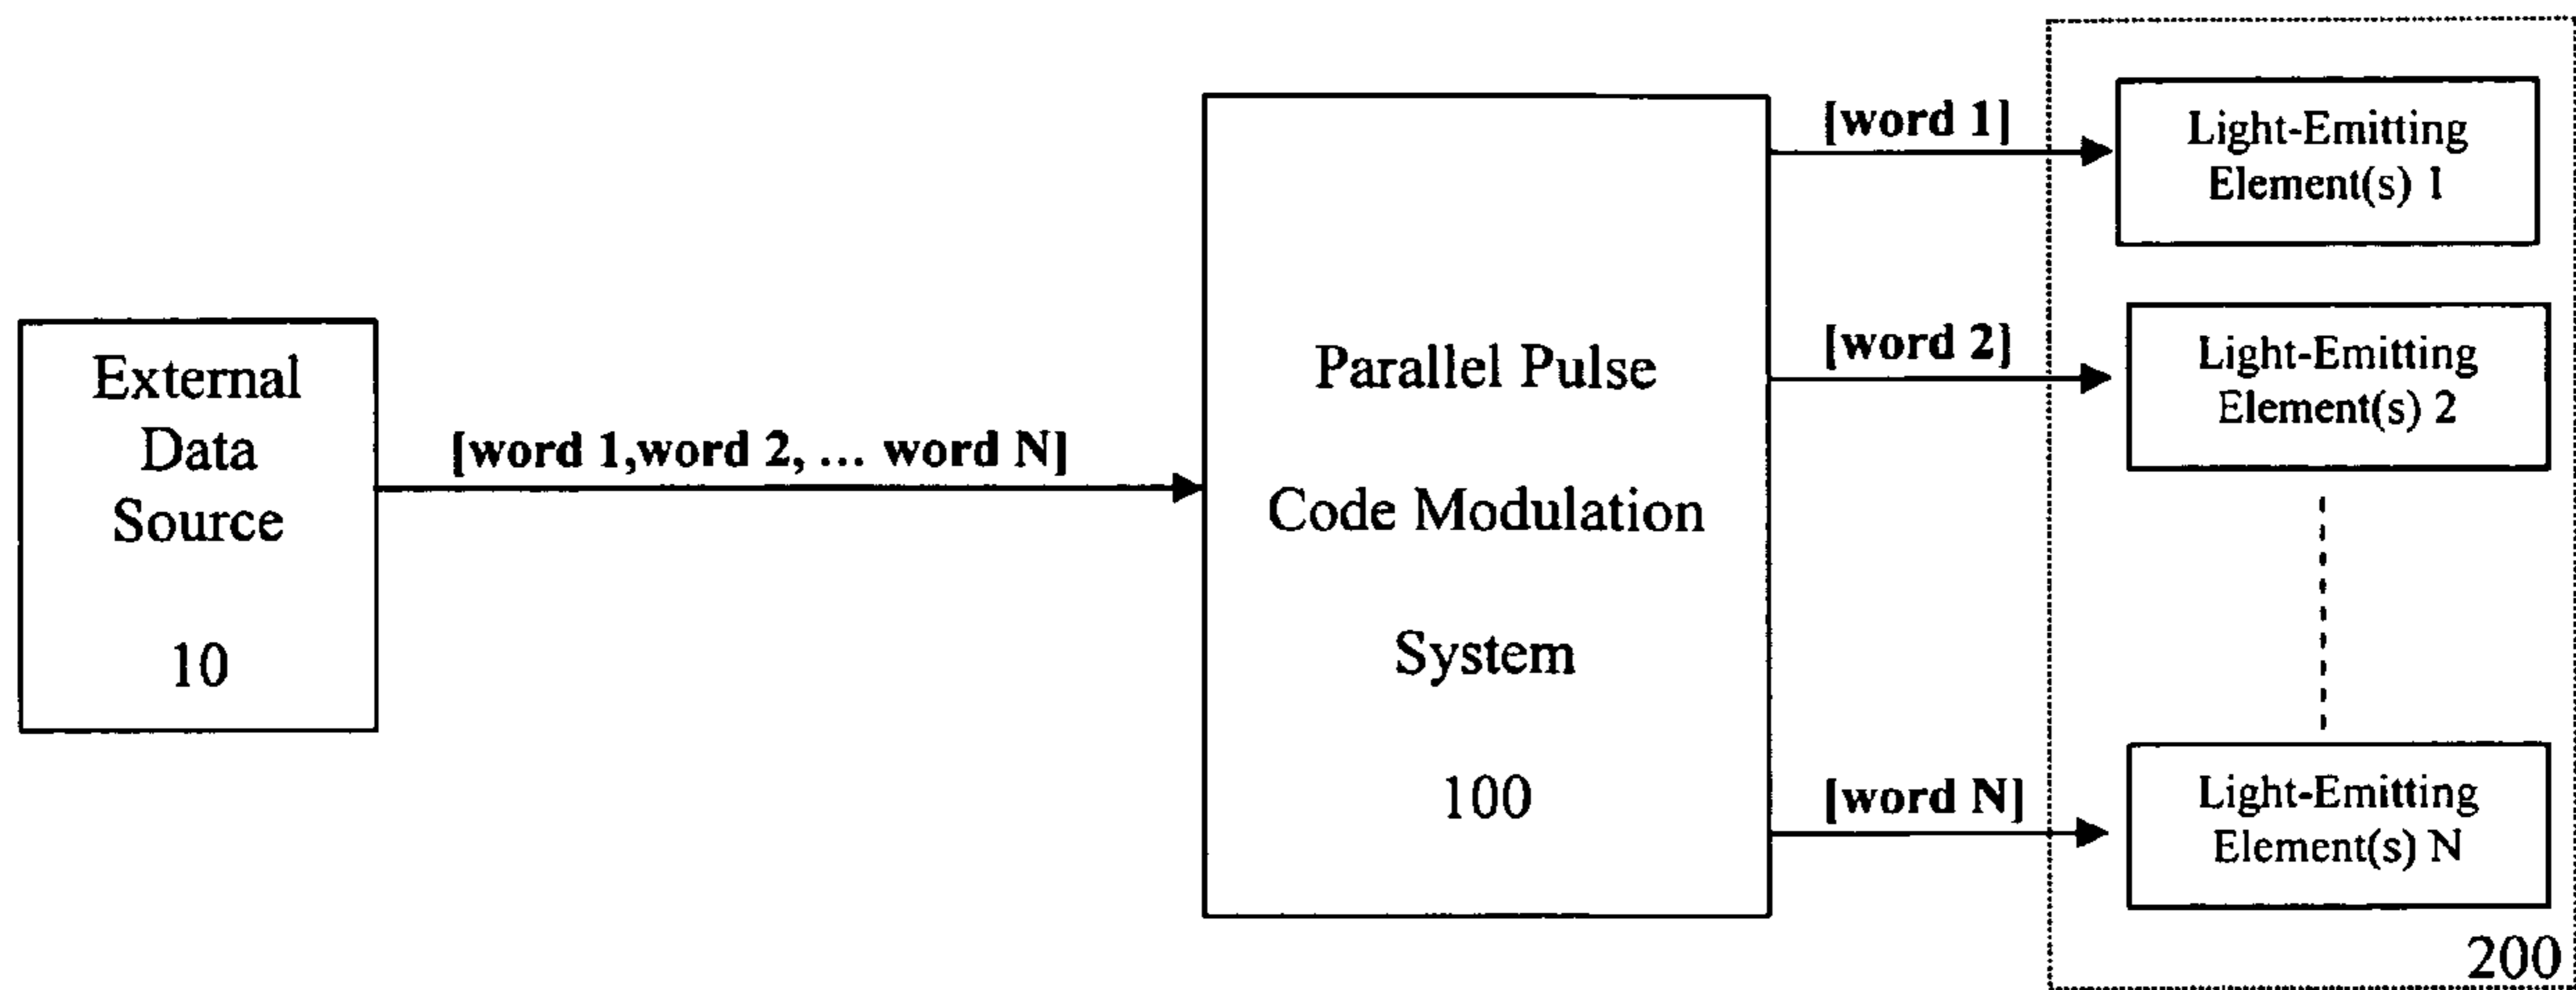 External
Data
Source
10
[word 1,word 2, ... word N]
Parallel Pulse
Code Modulation
System
100
[word 1]
Light-Emitting
Element(s) 1
[word 2]
Light-Emitting
Element(s) 2
[word N]
Light-Emitting
Element(s) N
200